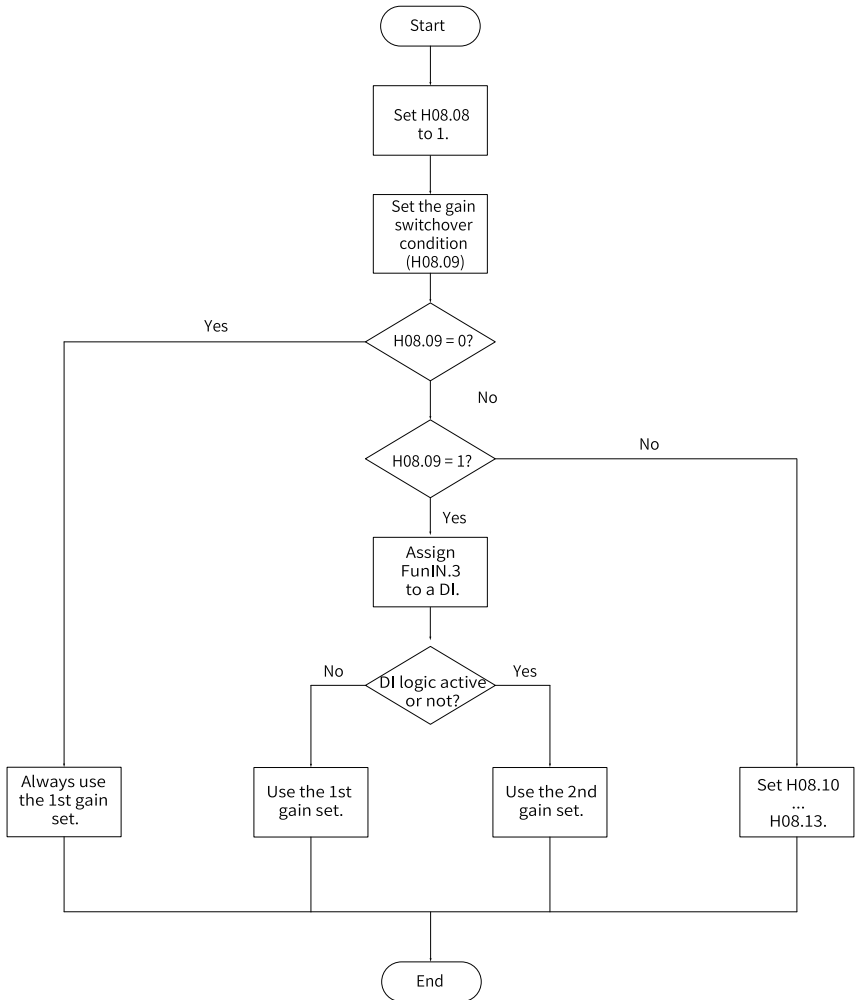 Start
Set H08.08
to 1.
Set the gain
switchover
condition
(H08.09)
Yes
H08.09 = 0?
No
H08.09 = 1?
No
Yes
Assign
FunIN.3
to a DI.
No
DI logic active
or not?
Yes
Always use
the 1st gain
set.
Use the 1st
gain set.
Use the 2nd
gain set.
Set H08.10
...
H08.13.
End